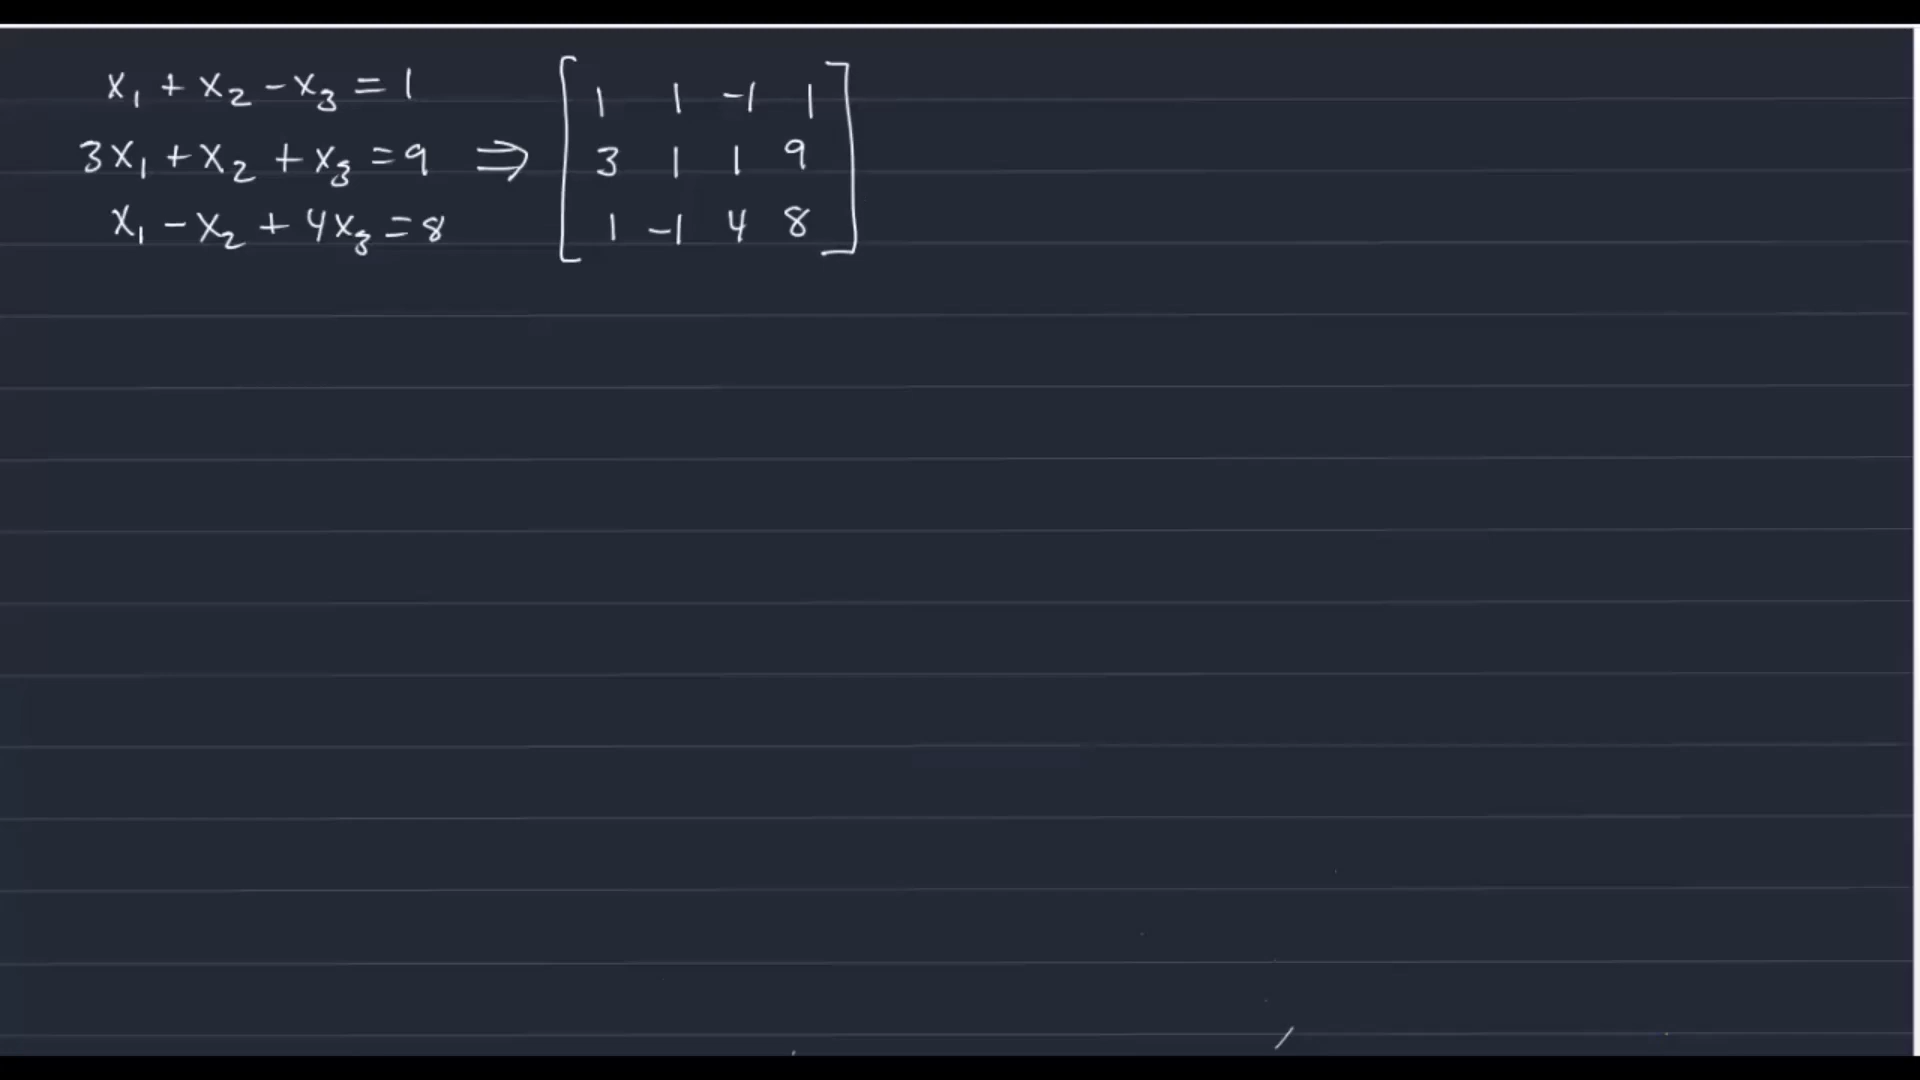 x₁ + x₂ - x₃ = 1
3x₁ + x₂ + x₃ = 9 ⇒
x₁ - x₂ + 4x₃ = 8
1 1 -1 1
3 1 1 9
1 -1 4 8